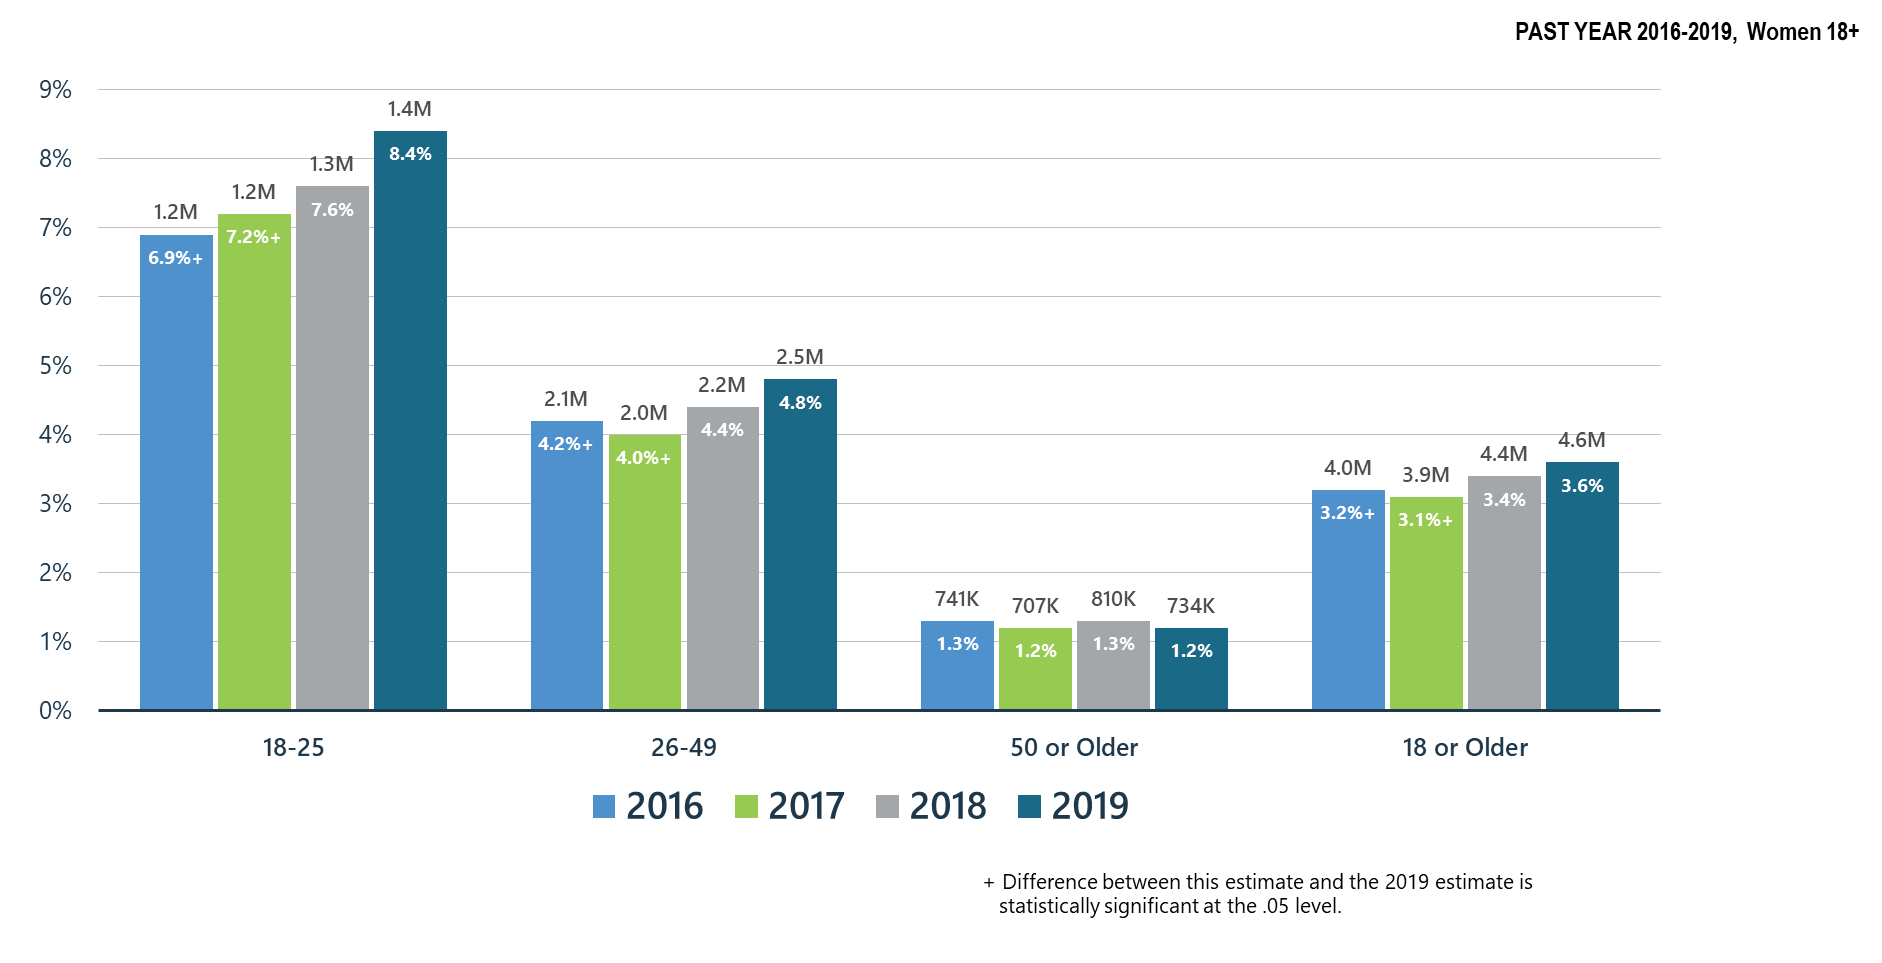 PAST YEAR 2016-2019, Women 18+
9%
8%
7%
6%
5%
4%
3%
2%
1%
0%
1.2M
1.2M
1.3M
1.4M
6.9%+
7.2%+
7.6%
8.4%
2.1M
2.0M
2.2M
2.5M
4.2%+
4.0%+
4.4%
4.8%
741K
707K
810K
734K
1.3%
1.2%
1.3%
1.2%
4.0M
3.9M
4.4M
4.6M
3.2%+
3.1%+
3.4%
3.6%
18-25
26-49
50 or Older
18 or Older
2016
2017
2018
2019
+ Difference between this estimate and the 2019 estimate is
statistically significant at the .05 level.